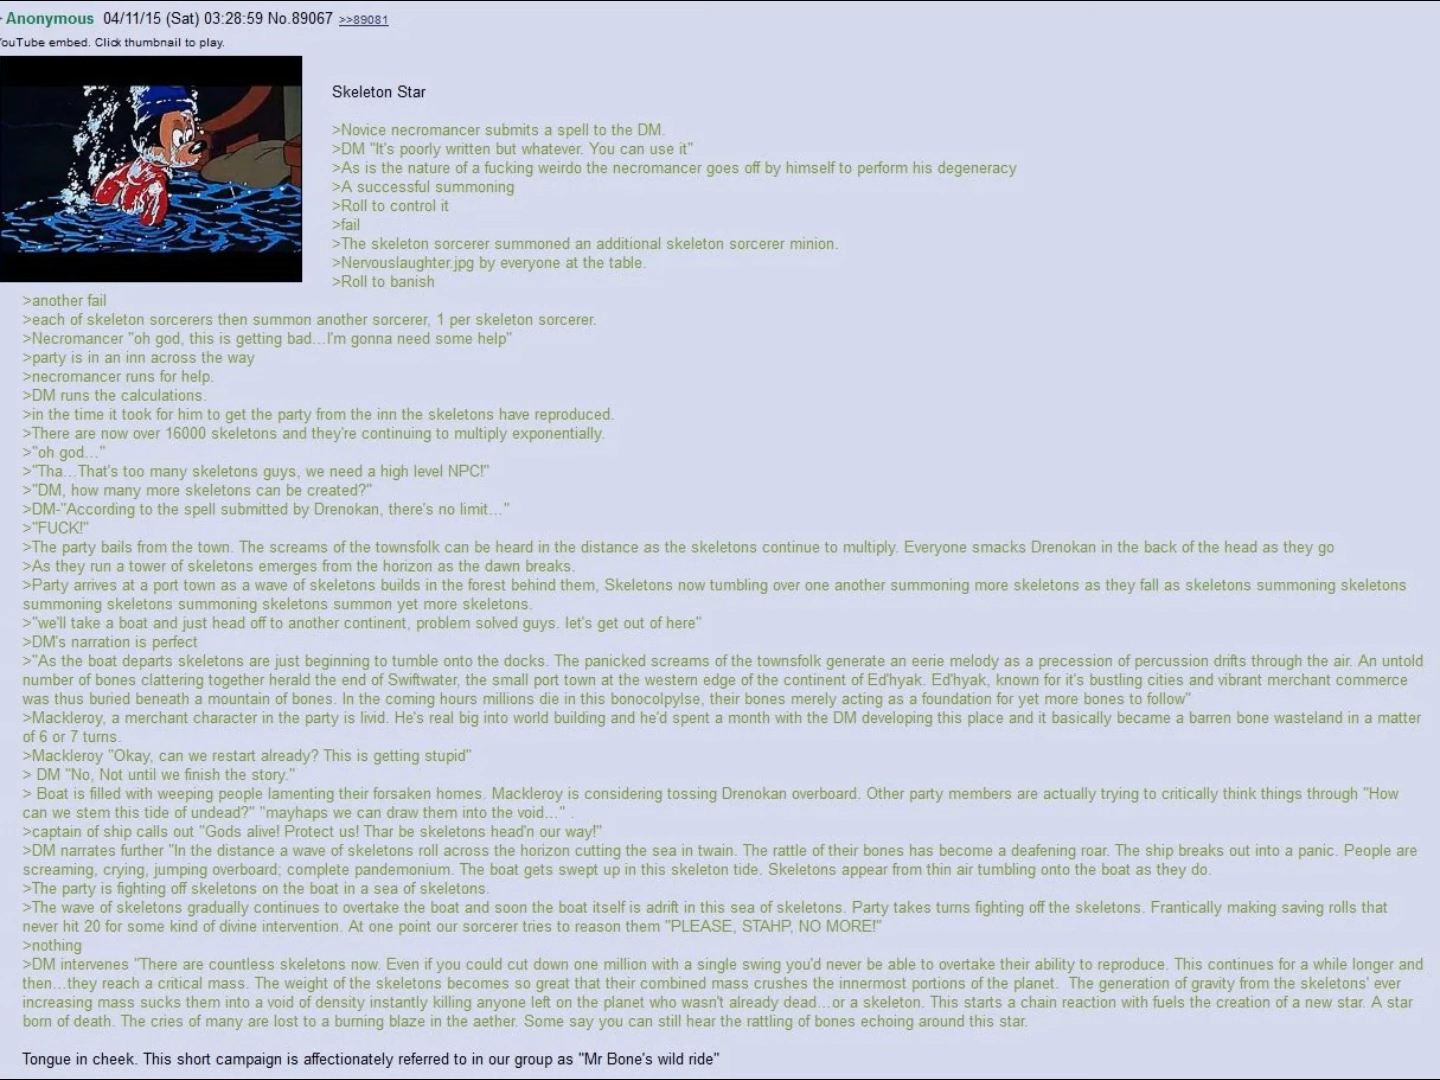 Anonymous 04/11/15 (Sat) 03:28:59 No.89067 >>89081
YouTube embed. Click thumbnail to play.
Skeleton Star
>Novice necromancer submits a spell to the DM.
>DM "It's poorly written but whatever. You can use it"
>As is the nature of a fucking weirdo the necromancer goes off by himself to perform his degeneracy
>A successful summoning
>Roll to control it
>fail
>The skeleton sorcerer summoned an additional skeleton sorcerer minion.
>Nervouslaughter.jpg by everyone at the table.
>Roll to banish
>another fail
>each of skeleton sorcerers then summon another sorcerer, 1 per skeleton sorcerer.
>Necromancer "oh god, this is getting bad...I'm gonna need some help"
>party is in an inn across the way
>necromancer runs for help.
>DM runs the calculations.
>in the time it took for him to get the party from the inn the skeletons have reproduced.
>There are now over 16000 skeletons and they're continuing to multiply exponentially.
>"oh god..."
>"Tha...That's too many skeletons guys, we need a high level NPC!"
>"DM, how many more skeletons can be created?"
>DM-"According to the spell submitted by Drenokan, there's no limit..."
>"FUCK!"
>The party bails from the town. The screams of the townsfolk can be heard in the distance as the skeletons continue to multiply. Everyone smacks Drenokan in the back of the head as they go
>As they run a tower of skeletons emerges from the horizon as the dawn breaks.
>Party arrives at a port town as a wave of skeletons builds in the forest behind them, Skeletons now tumbling over one another summoning more skeletons as they fall as skeletons summoning skeletons
summoning skeletons summoning skeletons summon yet more skeletons.
>"we'll take a boat and just head off to another continent, problem solved guys. let's get out of here"
>DM's narration is perfect
>"As the boat departs skeletons are just beginning to tumble onto the docks. The panicked screams of the townsfolk generate an eerie melody as a precession of percussion drifts through the air. An untold
number of bones clattering together herald the end of Swiftwater, the small port town at the western edge of the continent of Ed'hyak. Ed'hyak, known for it's bustling cities and vibrant merchant commerce
was thus buried beneath a mountain of bones. In the coming hours millions die in this bonocolpylse, their bones merely acting as a foundation for yet more bones to follow"
>Mackleroy, a merchant character in the party is livid. He's real big into world building and he'd spent a month with the DM developing this place and it basically became a barren bone wasteland in a matter
of 6 or 7 turns.
>Mackleroy "Okay, can we restart already? This is getting stupid"
> DM "No, Not until we finish the story."
> Boat is filled with weeping people lamenting their forsaken homes. Mackleroy is considering tossing Drenokan overboard. Other party members are actually trying to critically think things through "How
can we stem this tide of undead?" "mayhaps we can draw them into the void..." .
>captain of ship calls out "Gods alive! Protect us! Thar be skeletons head'n our way!"
>DM narrates further "In the distance a wave of skeletons roll across the horizon cutting the sea in twain. The rattle of their bones has become a deafening roar. The ship breaks out into a panic. People are
screaming, crying, jumping overboard; complete pandemonium. The boat gets swept up in this skeleton tide. Skeletons appear from thin air tumbling onto the boat as they do.
>The party is fighting off skeletons on the boat in a sea of skeletons.
>The wave of skeletons gradually continues to overtake the boat and soon the boat itself is adrift in this sea of skeletons. Party takes turns fighting off the skeletons. Frantically making saving rolls that
never hit 20 for some kind of divine intervention. At one point our sorcerer tries to reason them "PLEASE, STAHP, NO MORE!"
>nothing
>DM intervenes "There are countless skeletons now. Even if you could cut down one million with a single swing you'd never be able to overtake their ability to reproduce. This continues for a while longer and
then...they reach a critical mass. The weight of the skeletons becomes so great that their combined mass crushes the innermost portions of the planet.  The generation of gravity from the skeletons' ever
increasing mass sucks them into a void of density instantly killing anyone left on the planet who wasn't already dead...or a skeleton. This starts a chain reaction with fuels the creation of a new star. A star
born of death. The cries of many are lost to a burning blaze in the aether. Some say you can still hear the rattling of bones echoing around this star.
Tongue in cheek. This short campaign is affectionately referred to in our group as "Mr Bone's wild ride"